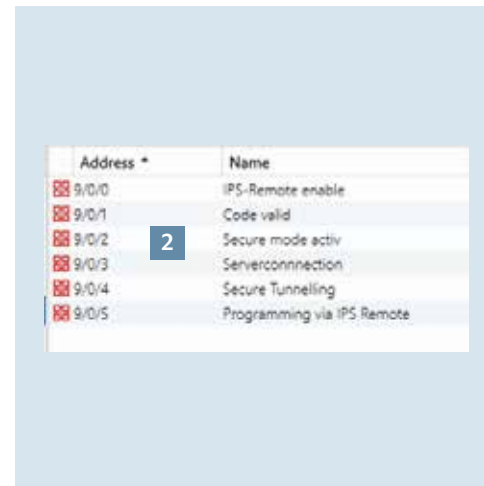 Address Name
9/0/0 IPS-Remote enable
9/0/1 Code valid
9/0/2 2 Secure mode activ
9/0/3 Serverconnnection
9/0/4 Secure Tunnelling
9/0/5 Programming via IPS Remote